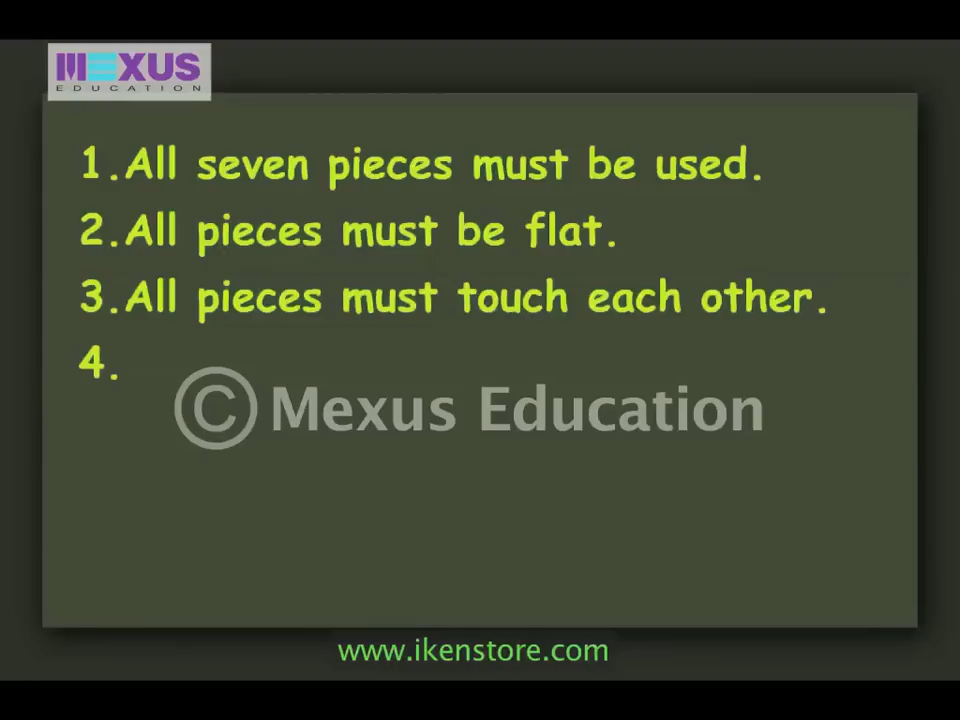 MEXUS
EDUCATION
1.All seven pieces must be used.
2.All pieces must be flat.
3.All pieces must touch each other.
4.
© Mexus Education
www.ikenstore.com